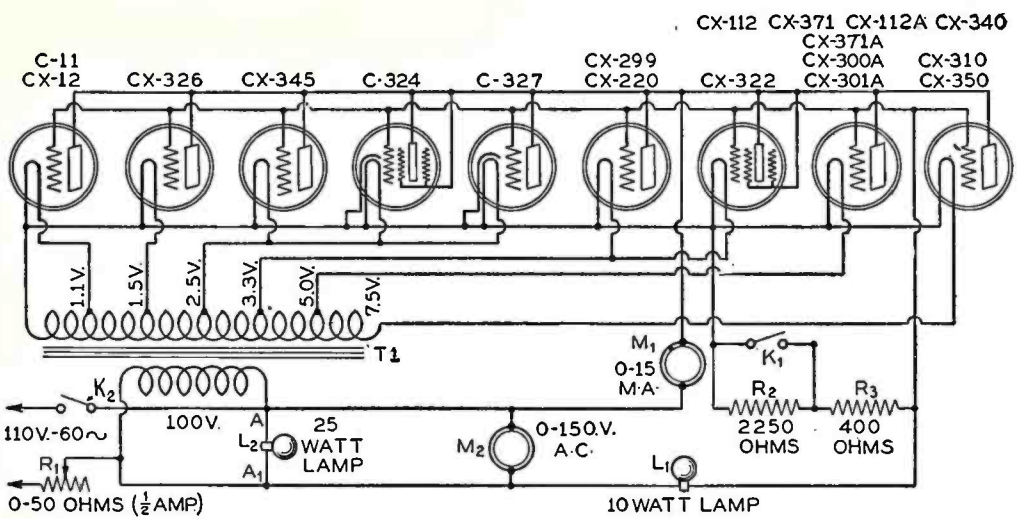 CX-112 CX-371 CX-112A CX-340
C-11 CX-299 CX-371A
CX-12 CX-326 CX-345 C-324 C-327 CX-220 CX-322 CX-300A CX-310
CX-301A CX-350
1.1V. 1.5V. 2.5V. 3.3V. 5.0V. 7.5V.
T1
M1
0-15
M·A·
K1
R2
2250
OHMS
R3
400
OHMS
K2
110V.-60~
100V.
A
L2
A1
25
WATT
LAMP
M2
0-150.V.
A·C·
L1
10 WATT LAMP
R1
0-50 OHMS (½ AMP)